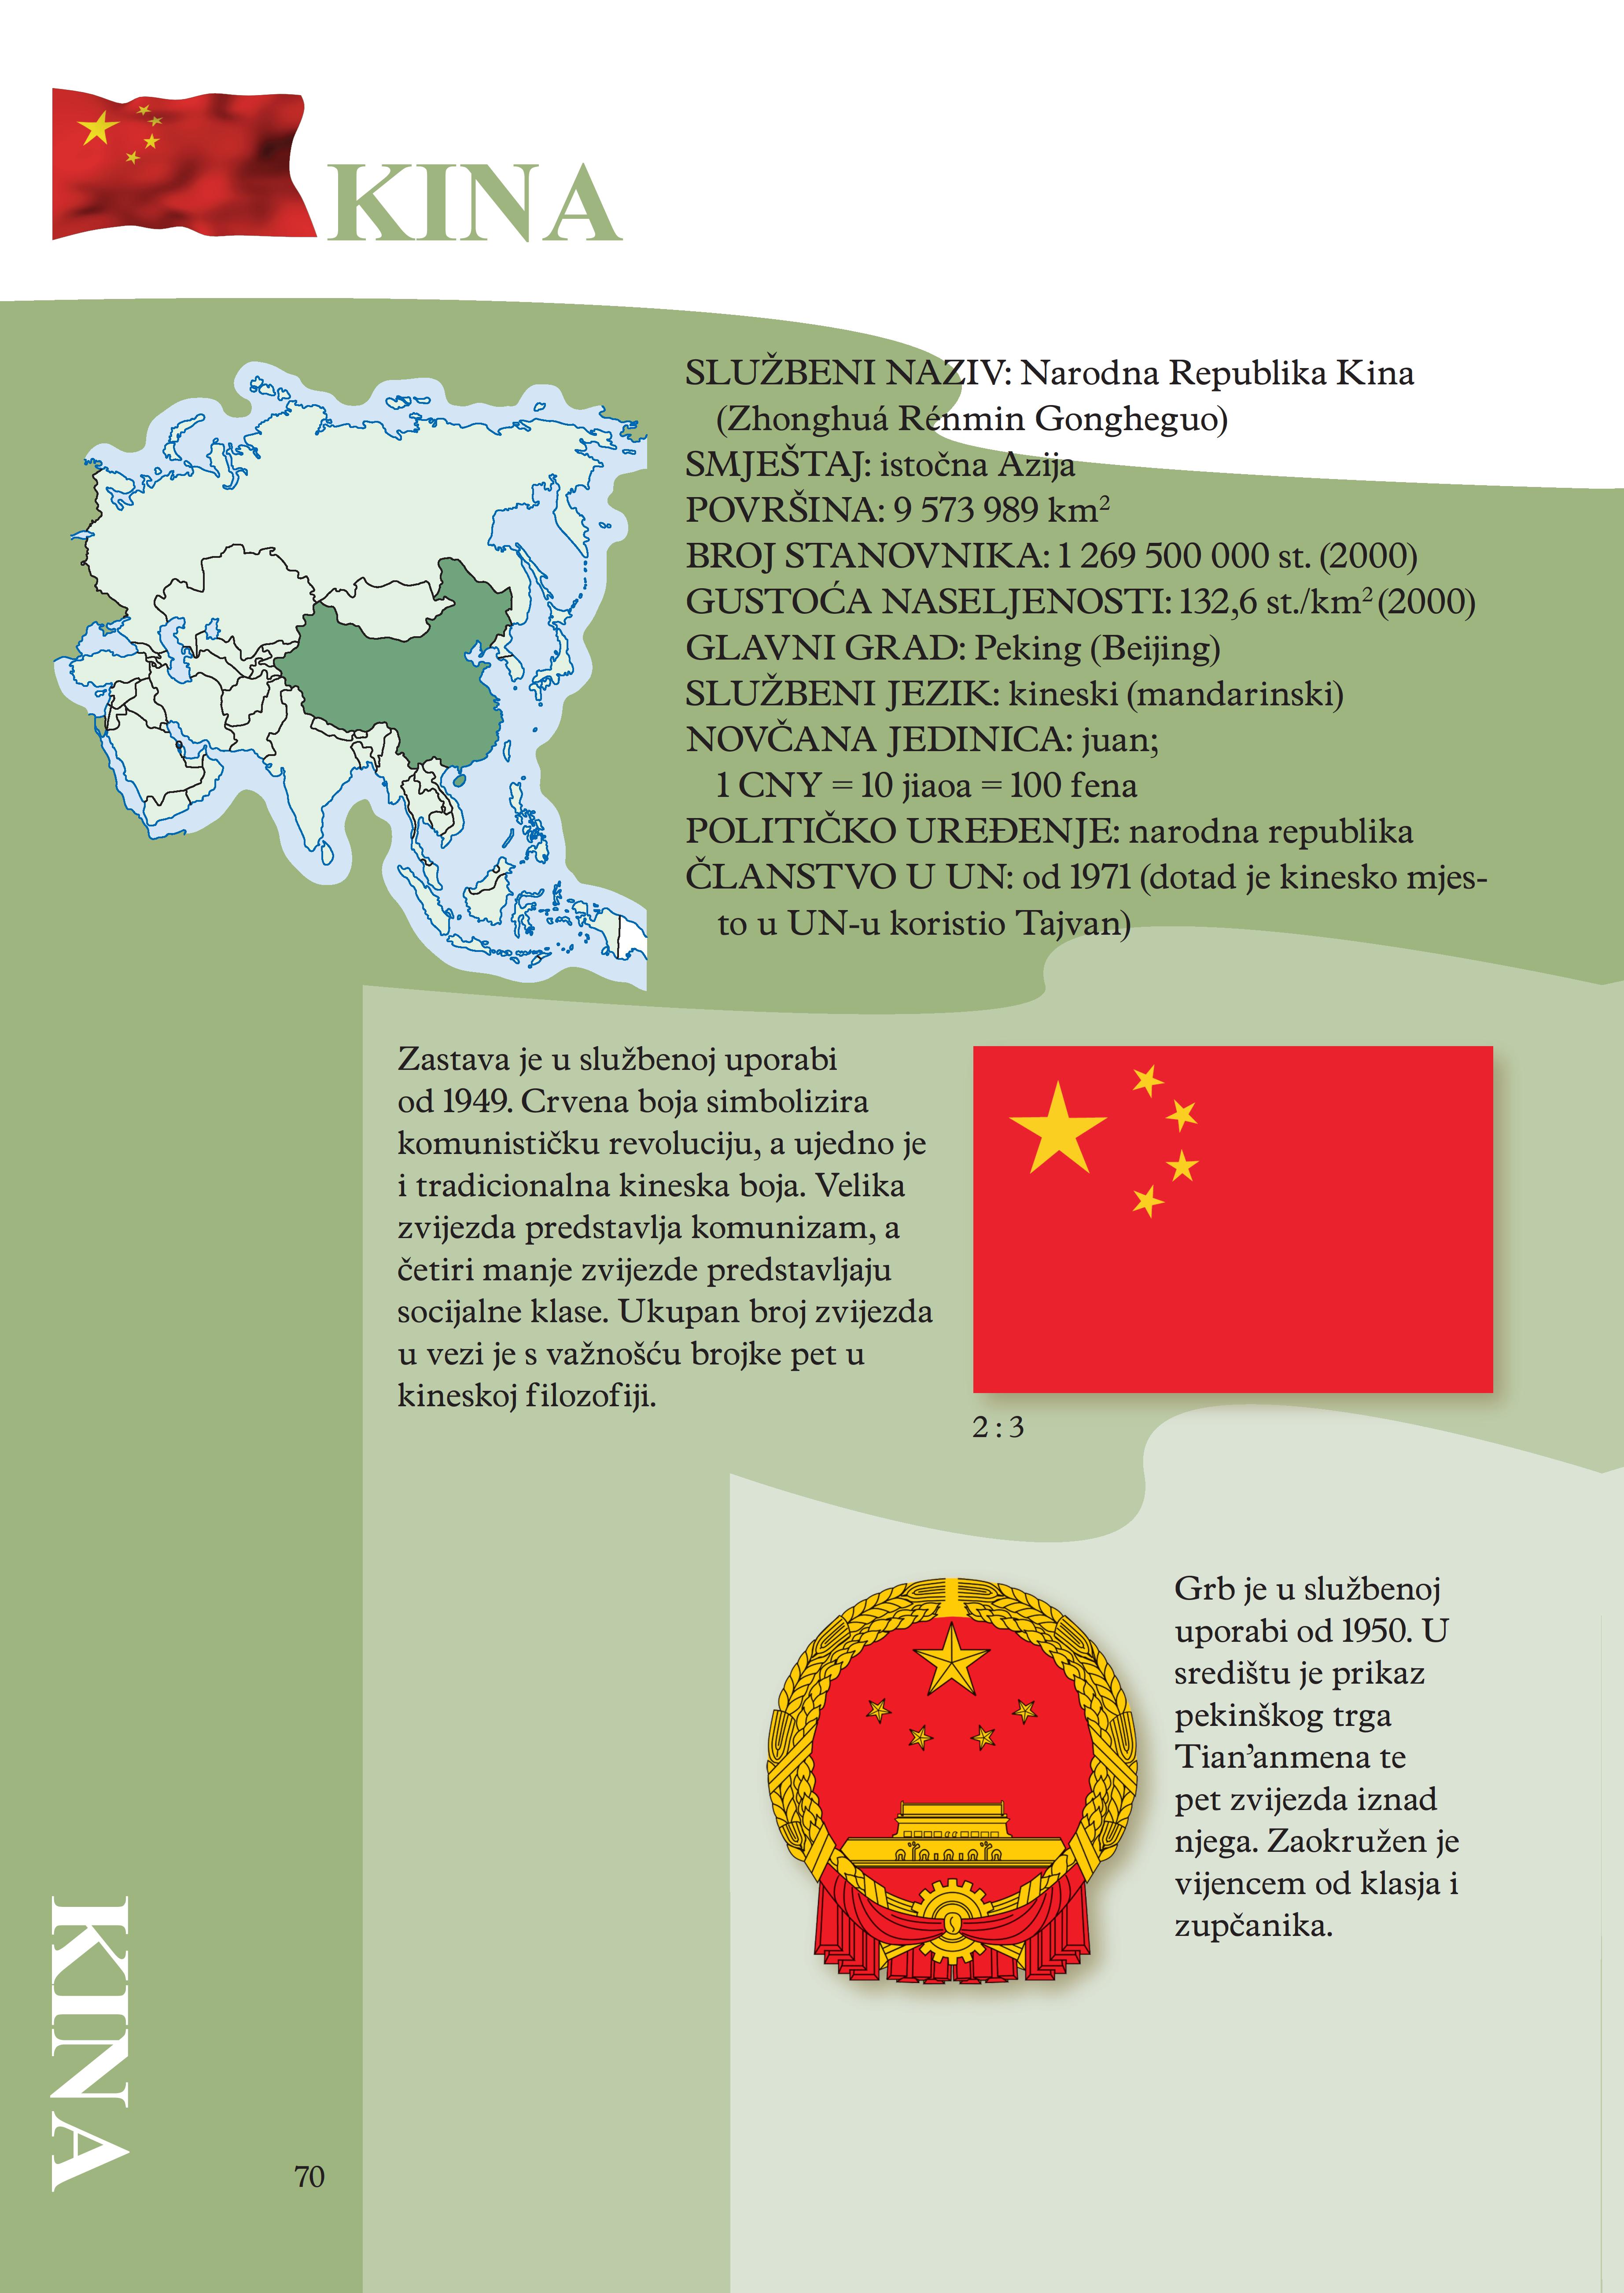 KINA
SLUŽBENI NAZIV: Narodna Republika Kina
(Zhonghuá Rénmin Gongheguo)
SMJEŠTAJ: istočna Azija
POVRŠINA: 9 573 989 km²
BROJ STANOVNIKA: 1 269 500 000 st. (2000)
GUSTOĆA NASELJENOSTI: 132,6 st./km² (2000)
GLAVNI GRAD: Peking (Beijing)
SLUŽBENI JEZIK: kineski (mandarinski)
NOVČANA JEDINICA: juan;
1 CNY = 10 jiaoa = 100 fena
POLITIČKO UREĐENJE: narodna republika
ČLANSTVO U UN: od 1971 (dotad je kinesko mjes-
to u UN-u koristio Tajvan)
Zastava je u službenoj uporabi
od 1949. Crvena boja simbolizira
komunističku revoluciju, a ujedno je
i tradicionalna kineska boja. Velika
zvijezda predstavlja komunizam, a
četiri manje zvijezde predstavljaju
socijalne klase. Ukupan broj zvijezda
u vezi je s važnošću brojke pet u
kineskoj filozofiji.
2 : 3
Grb je u službenoj
uporabi od 1950. U
središtu je prikaz
pekinškog trga
Tian’anmena te
pet zvijezda iznad
njega. Zaokružen je
vijencem od klasja i
zupčanika.
KINA
70